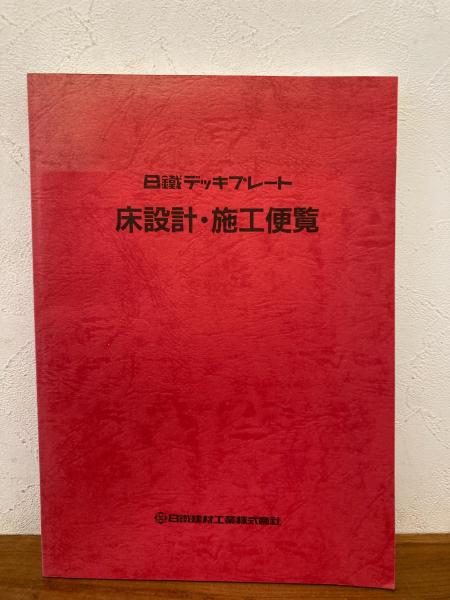 日鐵デッキプレート
床設計・施工便覧
日鐵建材工業株式會社